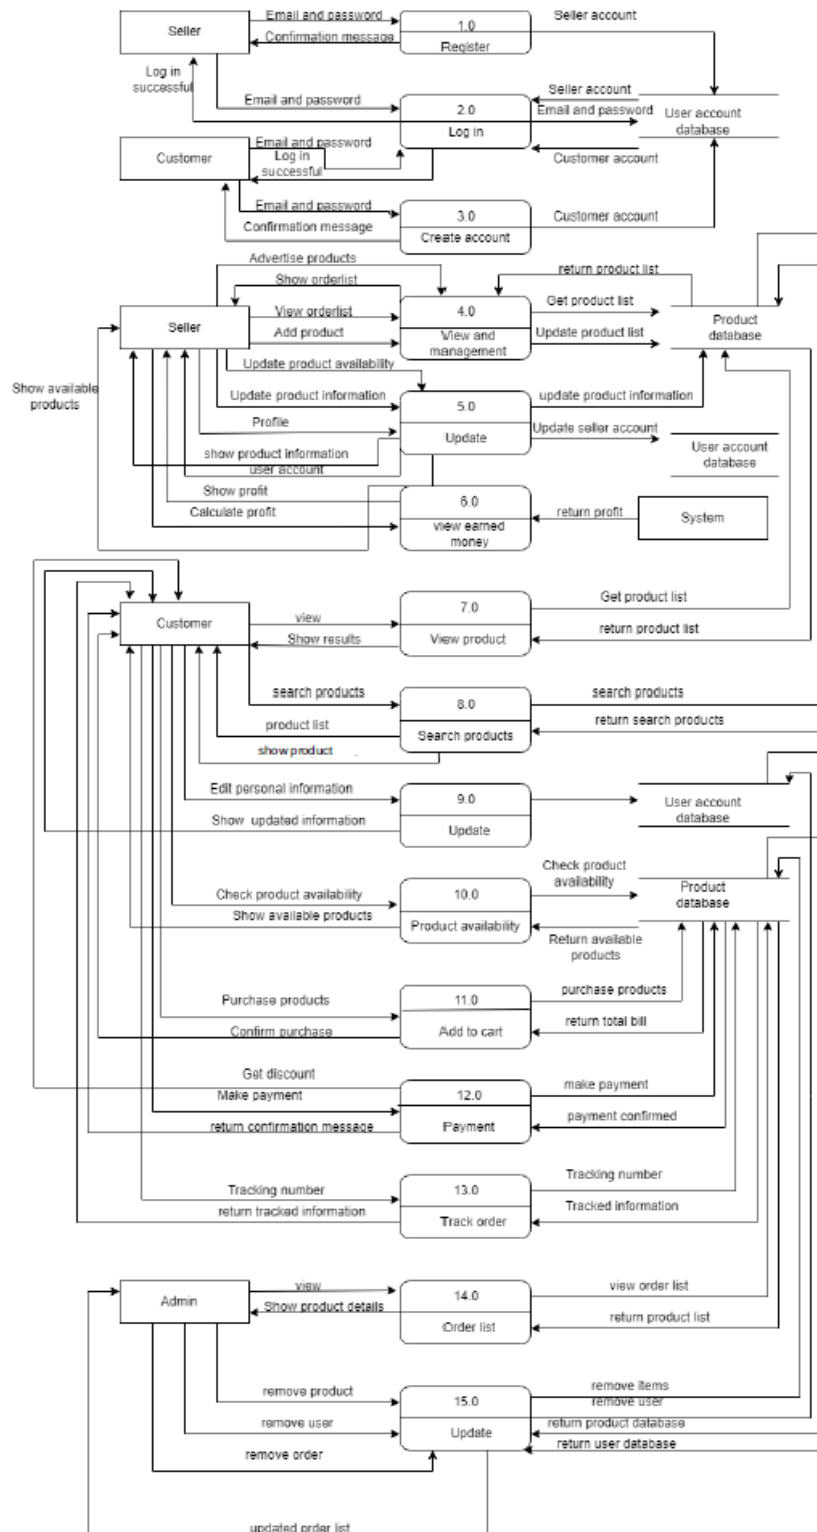 Email and password
Seller account
Seller
1.0
Confirmation message
Register
Log in
successful
Seller account
Email and password
2.0
Email and password
User account
database
Log in
Email and password
Customer
Log in
successful
Customer account
Email and password
3.0
Customer account
Confirmation message
Create account
Advertise products
return product list
Show orderlist
4.0
Get product list
View orderlist
Product
database
Seller
Add product
View and
management
Update product list
Update product availability
Show available
products
Update product information
5.0
update product information
Profile
Update
Update seller account
User account
database
show product information
user account
Show profit
6.0
Calculate profit
return profit
System
view earned
money
Get product list
7.0
view
Customer
return product list
Show results
View product
search products
8.0
search products
product list
return search products
Search products
show product
Edit personal information
9.0
User account
database
Show updated information
Update
Check product
availability
Product
database
Check product availability
10.0
Show available products
Product availability
Return available
products
purchase products
Purchase products
11.0
return total bill
Confirm purchase
Add to cart
Get discount
make payment
Make payment
12.0
payment confirmed
return confirmation message
Payment
Tracking number
Tracking number
13.0
Tracked information
return tracked information
Track order
view
view order list
14.0
Admin
Show product details
return product list
Order list
remove items
remove product
remove user
15.0
remove user
return product database
Update
return user database
remove order
updated order list